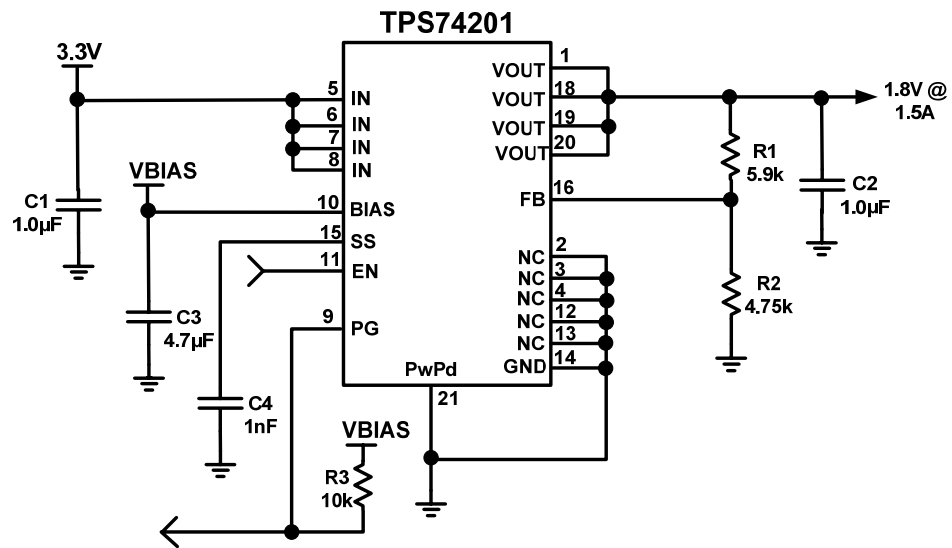 TPS74201
3.3V
5 IN
6 IN
7 IN
8 IN
VBIAS
C1
1.0µF
10 BIAS
15 SS
11 EN
C3
4.7µF
9 PG
C4
1nF
PwPd
21
VBIAS
R3
10k
VOUT 1
VOUT 18
VOUT 19
VOUT 20
1.8V @
1.5A
R1
5.9k
C2
1.0µF
FB 16
NC 2
NC 3
NC 4
NC 12
NC 13
GND 14
R2
4.75k